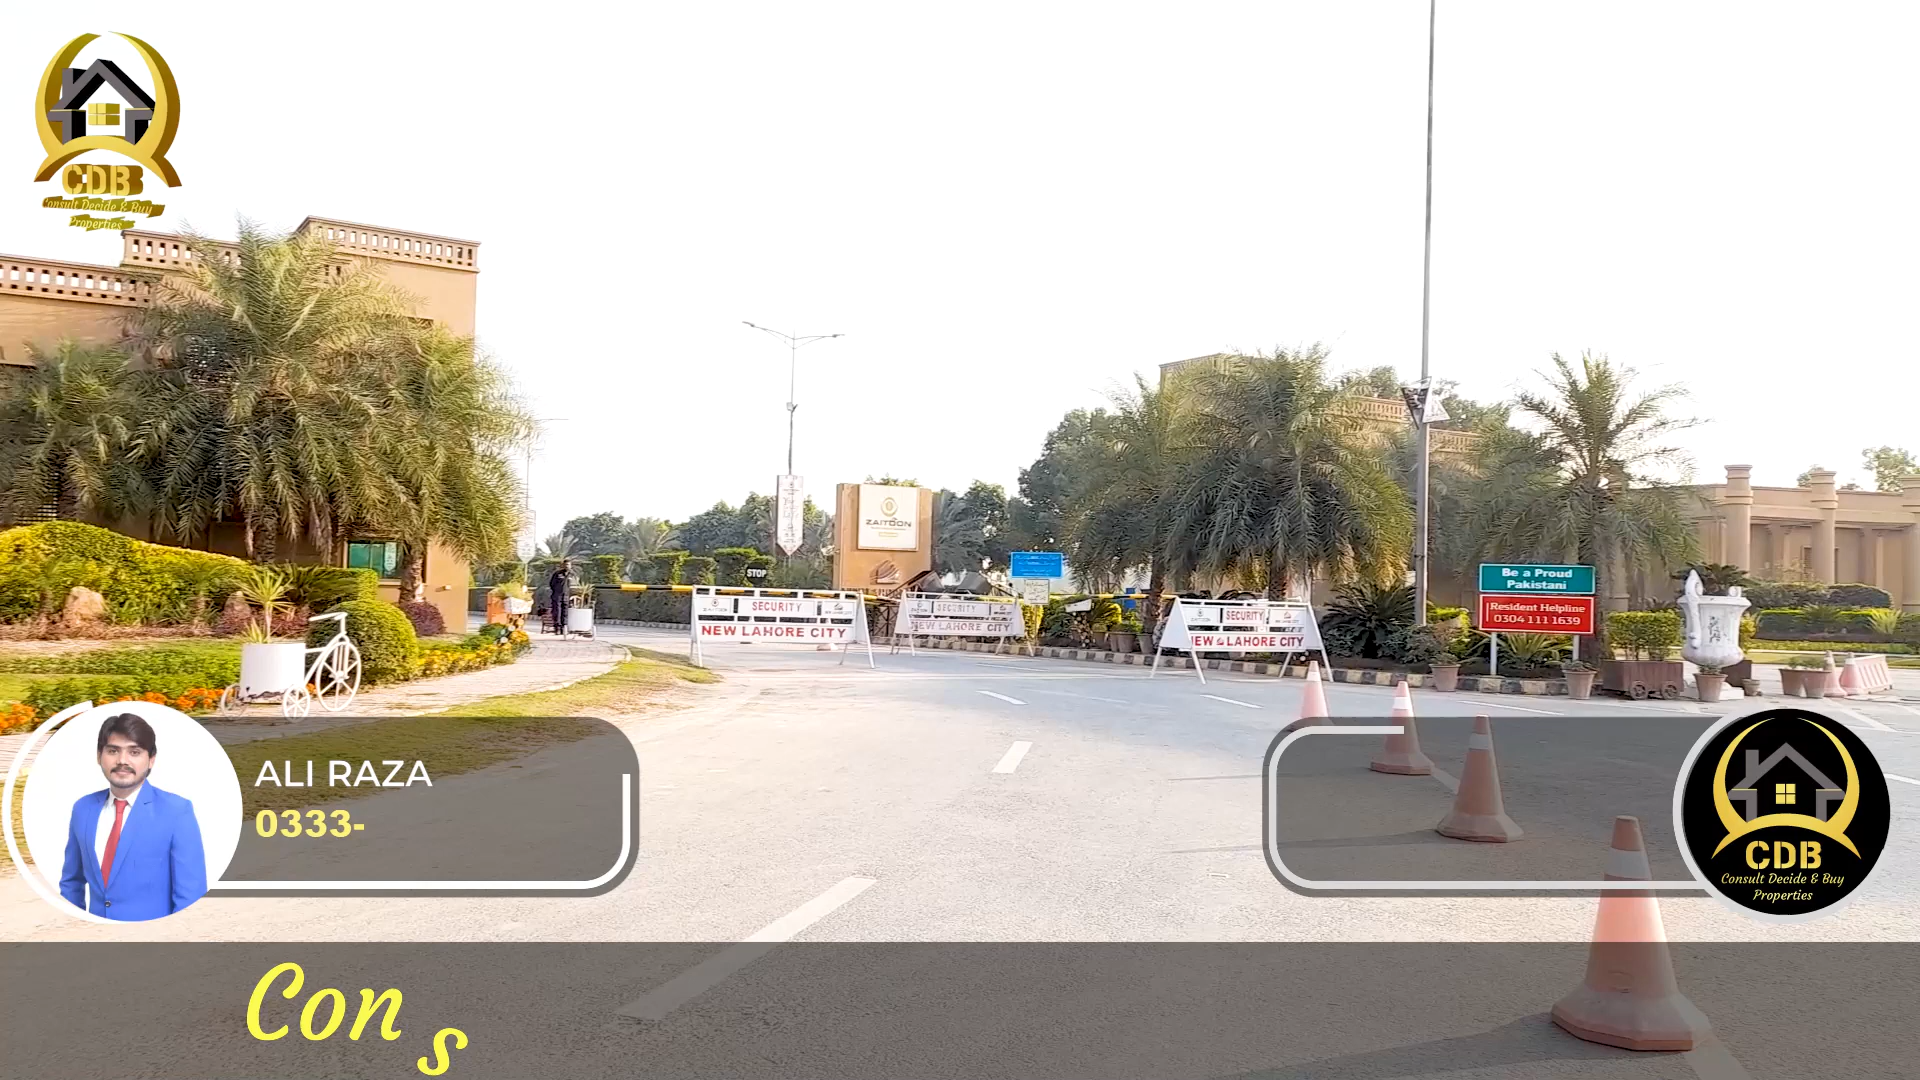 CDB
Consult Decide & Buy
Properties
ZAITOON
STOP
SECURITY
NEW LAHORE CITY
SECURITY
NEW LAHORE CITY
SECURITY
NEW LAHORE CITY
Be a Proud
Pakistani
Resident Helpline
0304 111 1639
ALI RAZA
0333-
CDB
Consult Decide & Buy
Properties
Cons